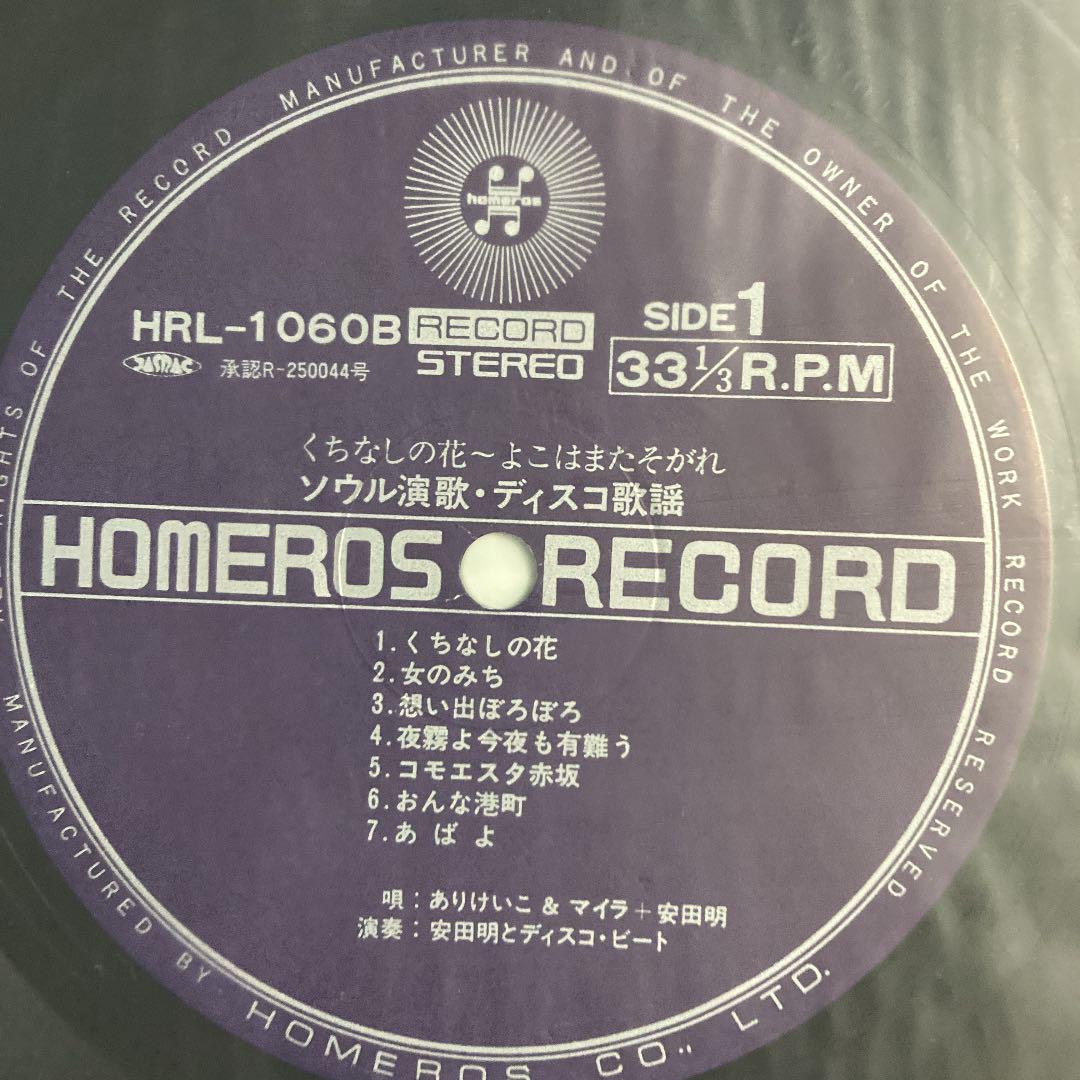 ALL RIGHTS OF THE RECORD MANUFACTURER AND OF THE OWNER OF THE WORK RECORD RESERVED
homeros
HRL-1060B RECORD SIDE 1
JASRAC 承認R-250044号 STEREO 33 1/3 R.P.M
くちなしの花～よこはまたそがれ
ソウル演歌・ディスコ歌謡
HOMEROS RECORD
1.くちなしの花
2.女のみち
3.想い出ぼろぼろ
4.夜霧よ今夜も有難う
5.コモエスタ赤坂
6.おんな港町
7.あばよ
唄：ありけいこ & マイラ＋安田明
演奏：安田明とディスコ・ビート
MANUFACTURED BY HOMEROS CO., LTD.